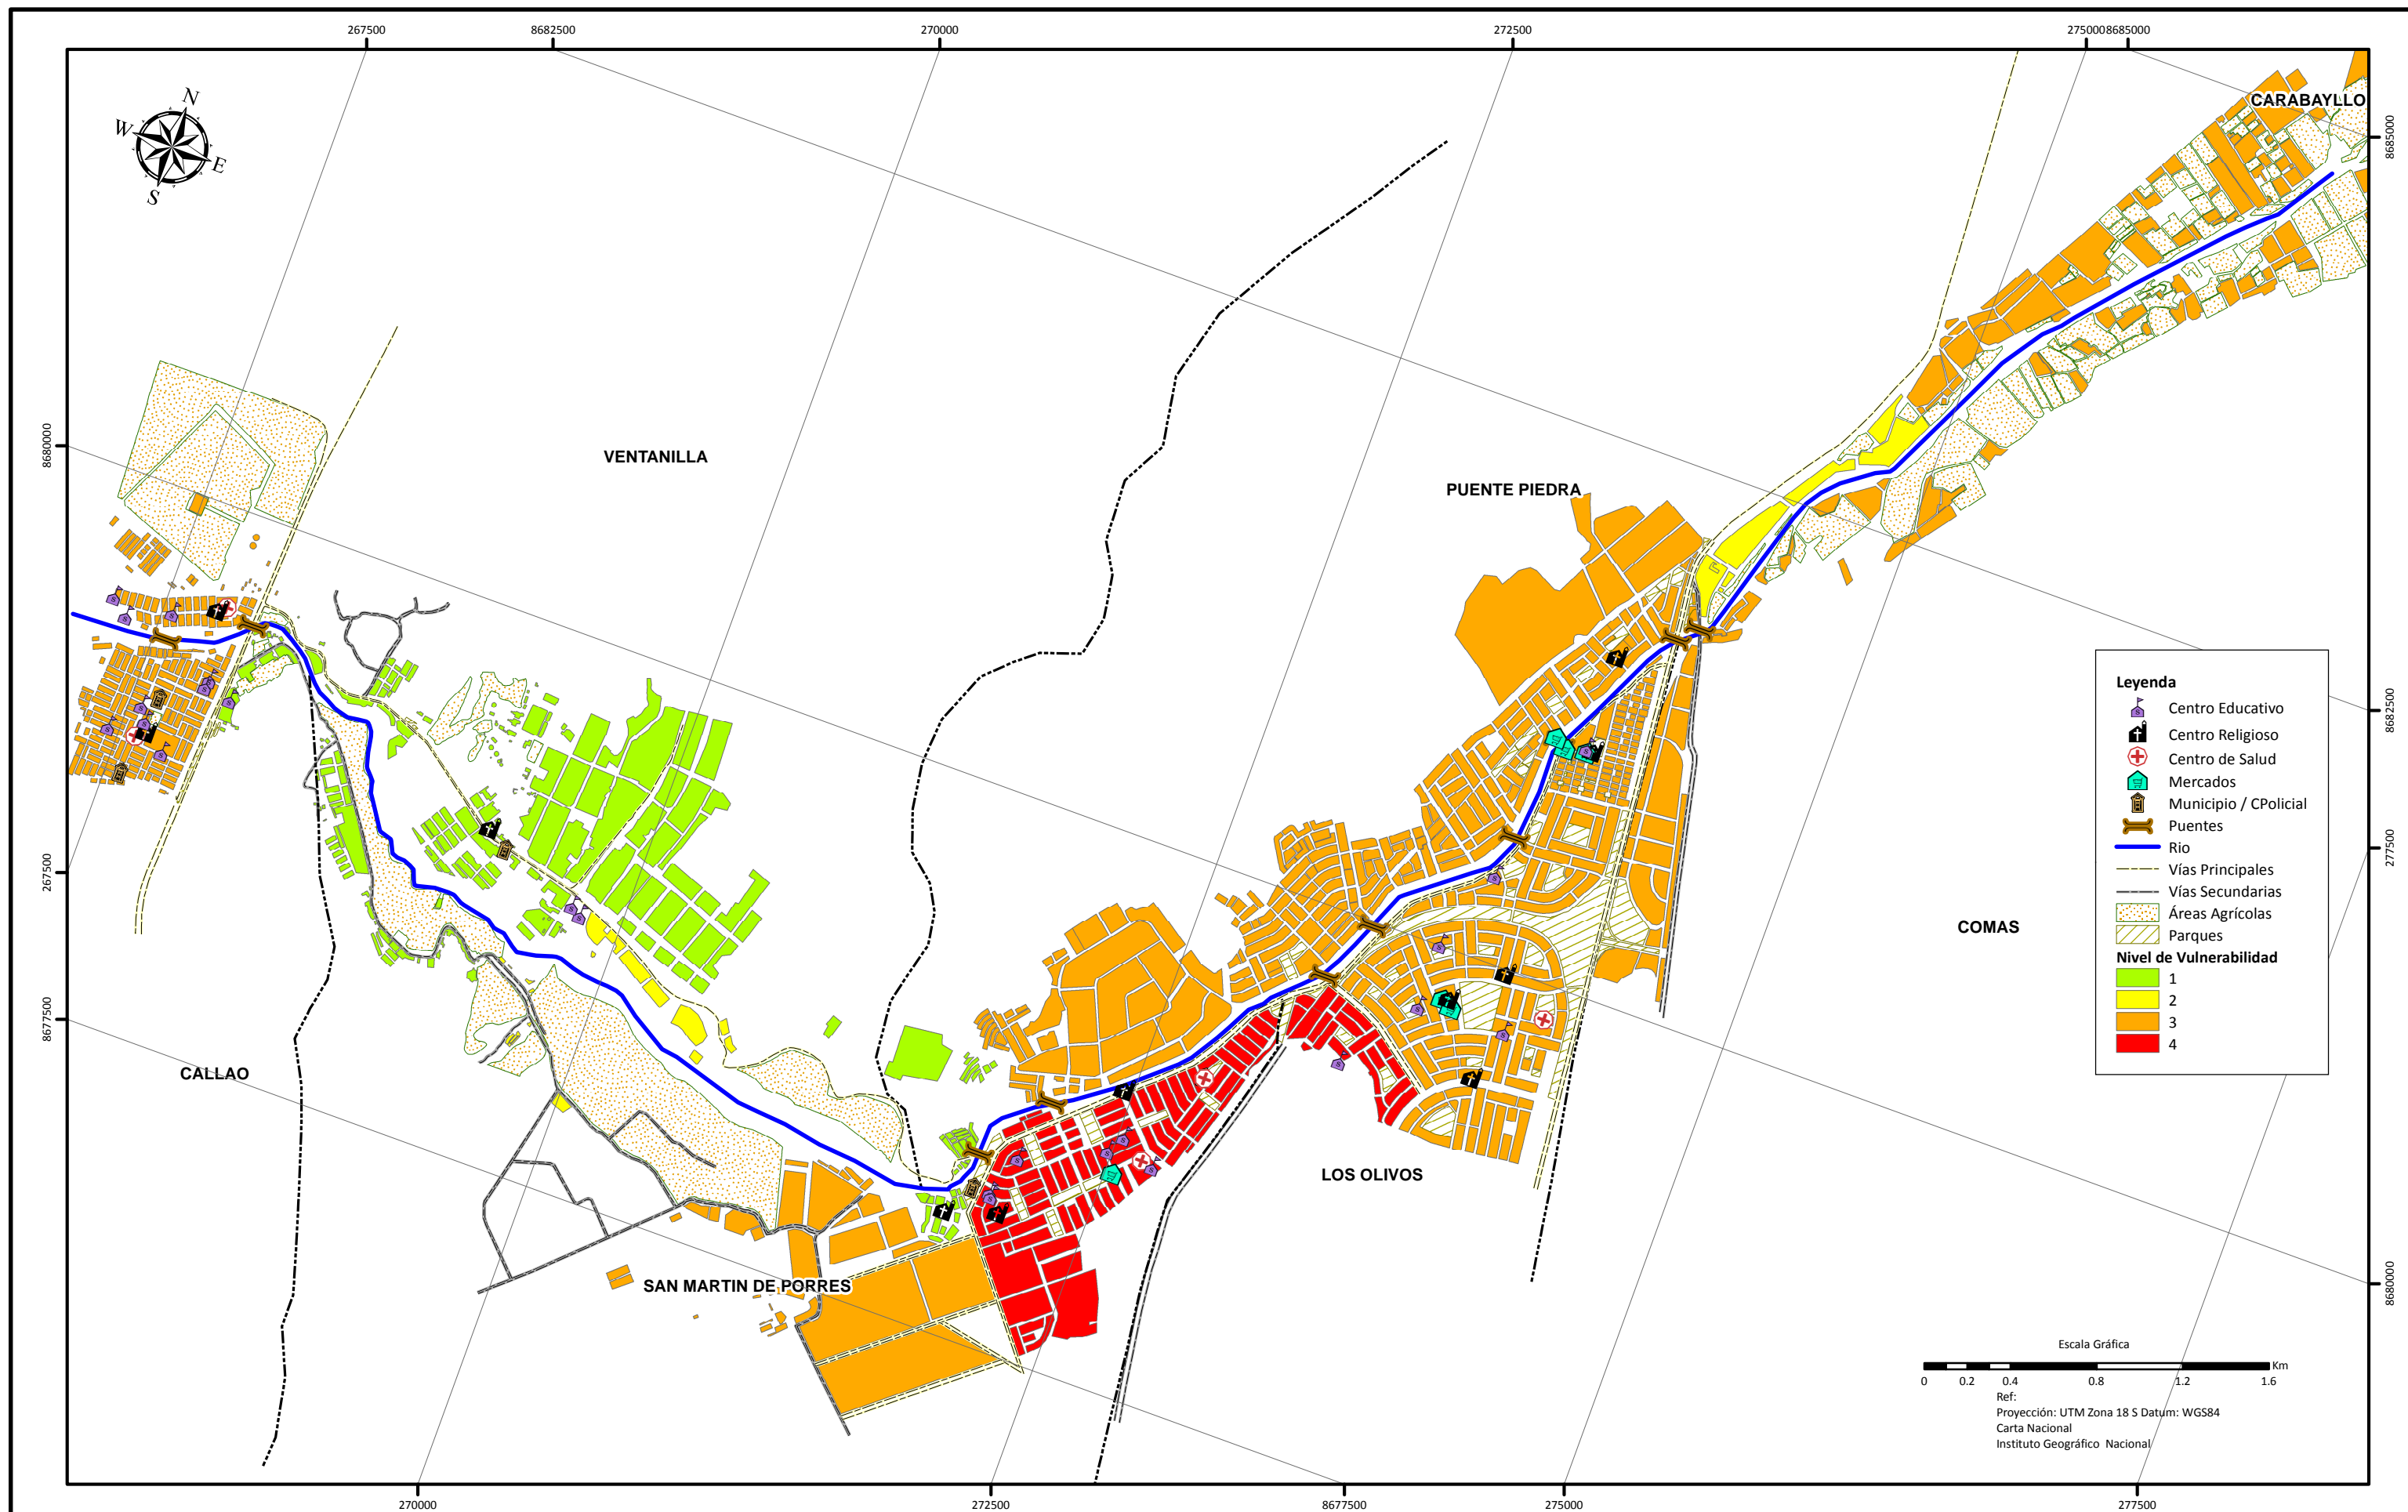 267500
8682500
270000
272500
275000
8685000
N
W
E
S
CARABAYLLO
8685000
8680000
VENTANILLA
PUENTE PIEDRA
Leyenda
Centro Educativo
Centro Religioso
Centro de Salud
Mercados
Municipio / CPolicial
Puentes
Rio
Vías Principales
Vías Secundarias
Áreas Agrícolas
Parques
Nivel de Vulnerabilidad
1
2
3
4
8682500
277500
267500
COMAS
8677500
CALLAO
LOS OLIVOS
SAN MARTIN DE PORRES
8680000
Escala Gráfica
Km
0 0.2 0.4 0.8 1.2 1.6
Ref:
Proyección: UTM Zona 18 S Datum: WGS84
Carta Nacional
Instituto Geográfico Nacional
270000
272500
8677500
275000
277500